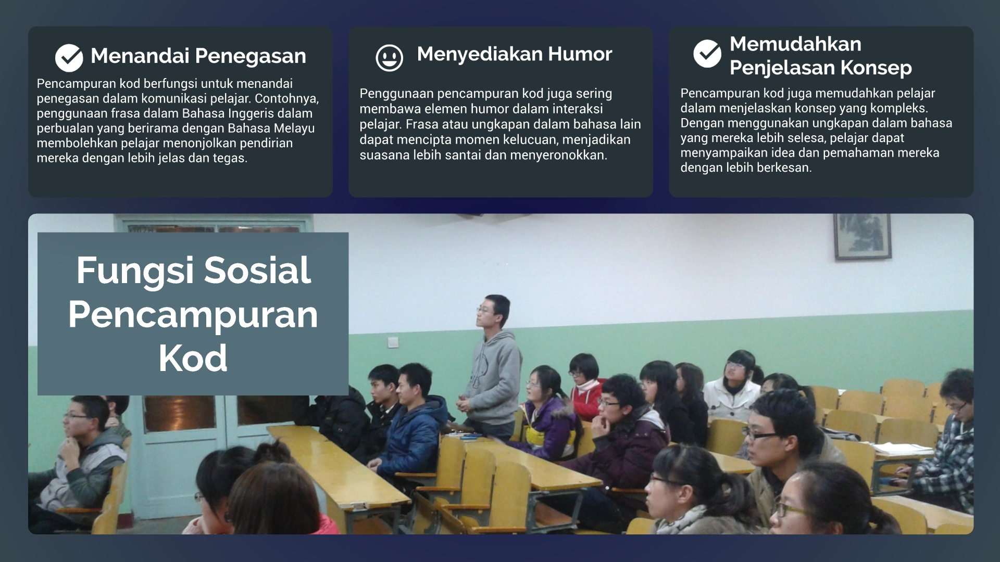 Menandai Penegasan
Pencampuran kod berfungsi untuk menandai
penegasan dalam komunikasi pelajar. Contohnya,
penggunaan frasa dalam Bahasa Inggeris dalam
perbualan yang berirama dengan Bahasa Melayu
membolehkan pelajar menonjolkan pendirian
mereka dengan lebih jelas dan tegas.
Menyediakan Humor
Penggunaan pencampuran kod juga sering
membawa elemen humor dalam interaksi
pelajar. Frasa atau ungkapan dalam bahasa lain
dapat mencipta momen kelucuan, menjadikan
suasana lebih santai dan menyeronokkan.
Memudahkan
Penjelasan Konsep
Pencampuran kod juga memudahkan pelajar
dalam menjelaskan konsep yang kompleks.
Dengan menggunakan ungkapan dalam bahasa
yang mereka lebih selesa, pelajar dapat
menyampaikan idea dan pemahaman mereka
dengan lebih berkesan.
Fungsi Sosial
Pencampuran
Kod